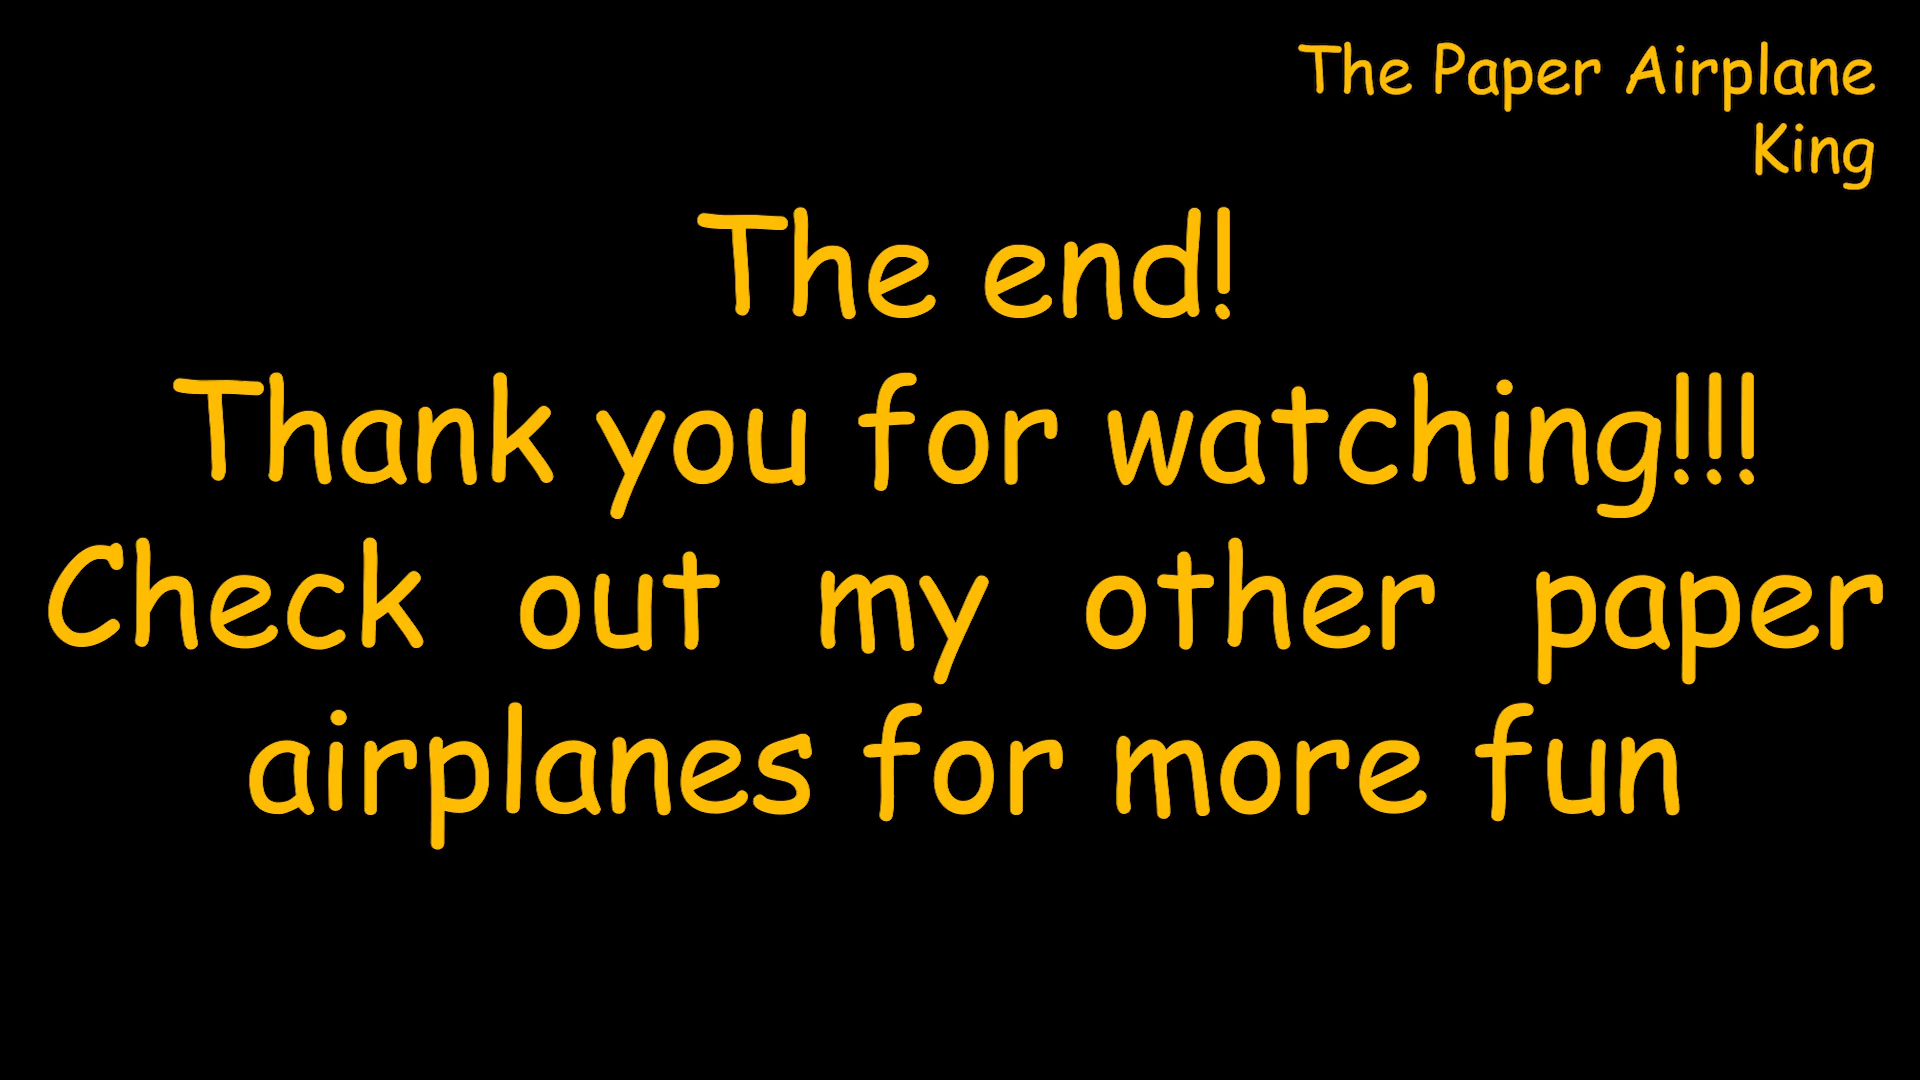 The Paper Airplane
King
The end!
Thank you for watching!!!
Check out my other paper
airplanes for more fun